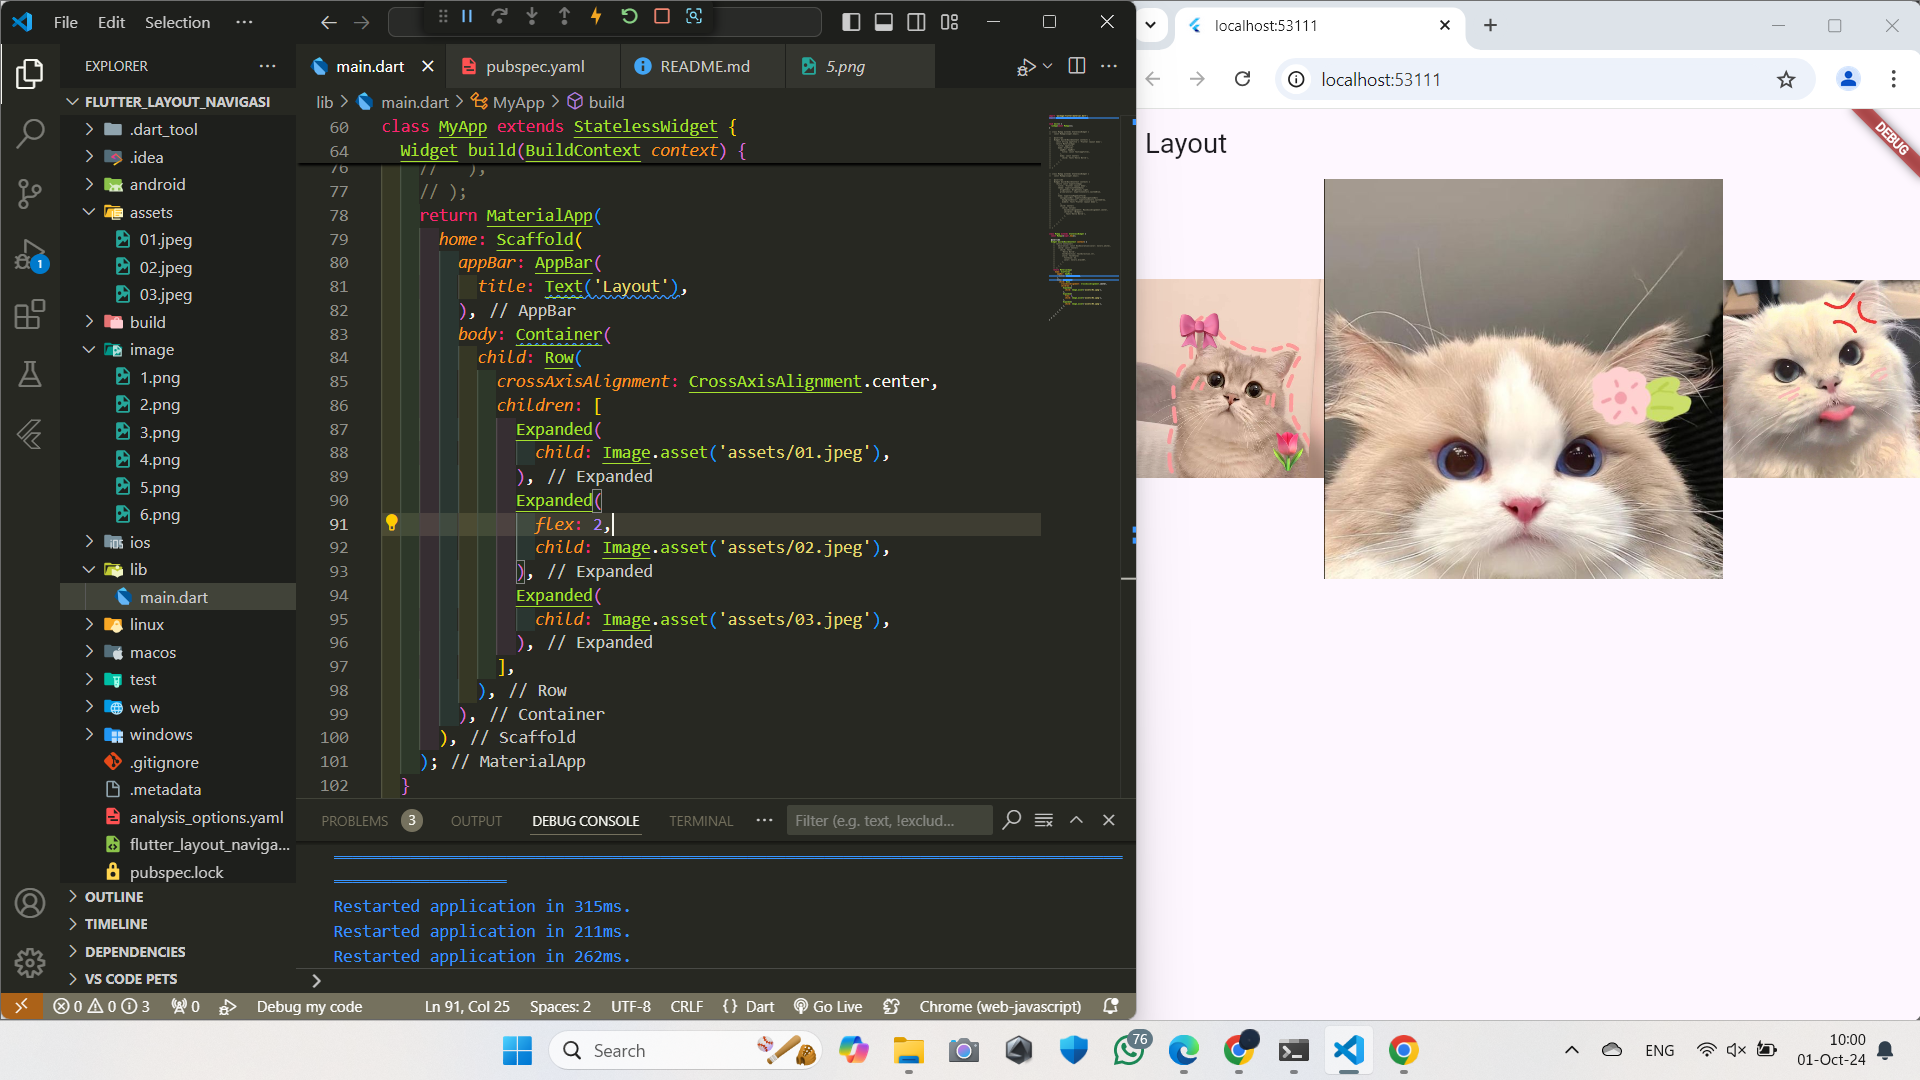 File Edit Selection ···
EXPLORER ···
FLUTTER_LAYOUT_NAVIGASI
.dart_tool
.idea
android
assets
01.jpeg
02.jpeg
03.jpeg
build
image
1.png
2.png
3.png
4.png
5.png
6.png
ios
lib
main.dart
linux
macos
test
web
windows
.gitignore
.metadata
analysis_options.yaml
flutter_layout_naviga...
pubspec.lock
OUTLINE
TIMELINE
DEPENDENCIES
VS CODE PETS
1
main.dart pubspec.yaml README.md 5.png
lib > main.dart > MyApp > build
60 class MyApp extends StatelessWidget {
64 Widget build(BuildContext context) {
76 // ),
77 // );
78 return MaterialApp(
79 home: Scaffold(
80 appBar: AppBar(
81 title: Text('Layout'),
82 ), // AppBar
83 body: Container(
84 child: Row(
85 crossAxisAlignment: CrossAxisAlignment.center,
86 children: [
87 Expanded(
88 child: Image.asset('assets/01.jpeg'),
89 ), // Expanded
90 Expanded(
91 flex: 2,
92 child: Image.asset('assets/02.jpeg'),
93 ), // Expanded
94 Expanded(
95 child: Image.asset('assets/03.jpeg'),
96 ), // Expanded
97 ],
98 ), // Row
99 ), // Container
100 ), // Scaffold
101 ); // MaterialApp
102 }
PROBLEMS 3 OUTPUT DEBUG CONSOLE TERMINAL ··· Filter (e.g. text, !exclud...
Restarted application in 315ms.
Restarted application in 211ms.
Restarted application in 262ms.
0 0 3 0 Debug my code Ln 91, Col 25 Spaces: 2 UTF-8 CRLF {} Dart Go Live Chrome (web-javascript)
localhost:53111
localhost:53111
Layout
DEBUG
Search
76
ENG
10:00
01-Oct-24